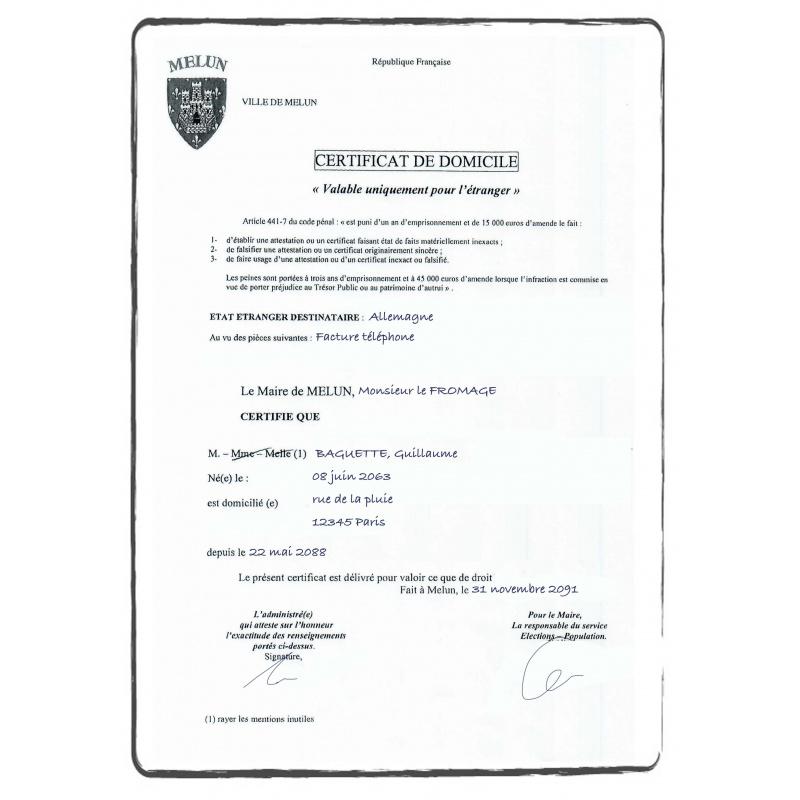 MELUN
République Française
VILLE DE MELUN
CERTIFICAT DE DOMICILE
« Valable uniquement pour l'étranger »
Article 441-7 du code pénal : « est puni d'un an d'emprisonnement et de 15 000 euros d'amende le fait :
1- d'établir une attestation ou un certificat faisant état de faits matériellement inexacts ;
2- de falsifier une attestation ou un certificat originairement sincère ;
3- de faire usage d'une attestation ou d'un certificat inexact ou falsifié.
Les peines sont portées à trois ans d'emprisonnement et à 45 000 euros d'amende lorsque l'infraction est commise en
vue de porter préjudice au Trésor Public ou au patrimoine d'autrui » .
ETAT ETRANGER DESTINATAIRE : Allemagne
Au vu des pièces suivantes : Facture téléphone
Le Maire de MELUN, Monsieur le FROMAGE
CERTIFIE QUE
M. – Mme – Melle (1) BAGUETTE, Guillaume
Né(e) le : 08 juin 2063
est domicilié (e) rue de la pluie
12345 Paris
depuis le 22 mai 2088
Le présent certificat est délivré pour valoir ce que de droit
Fait à Melun, le 31 novembre 2091
L'administré(e)
qui atteste sur l'honneur
l'exactitude des renseignements
portés ci-dessus.
Signature,
Pour le Maire,
La responsable du service
Elections – Population.
(1) rayer les mentions inutiles